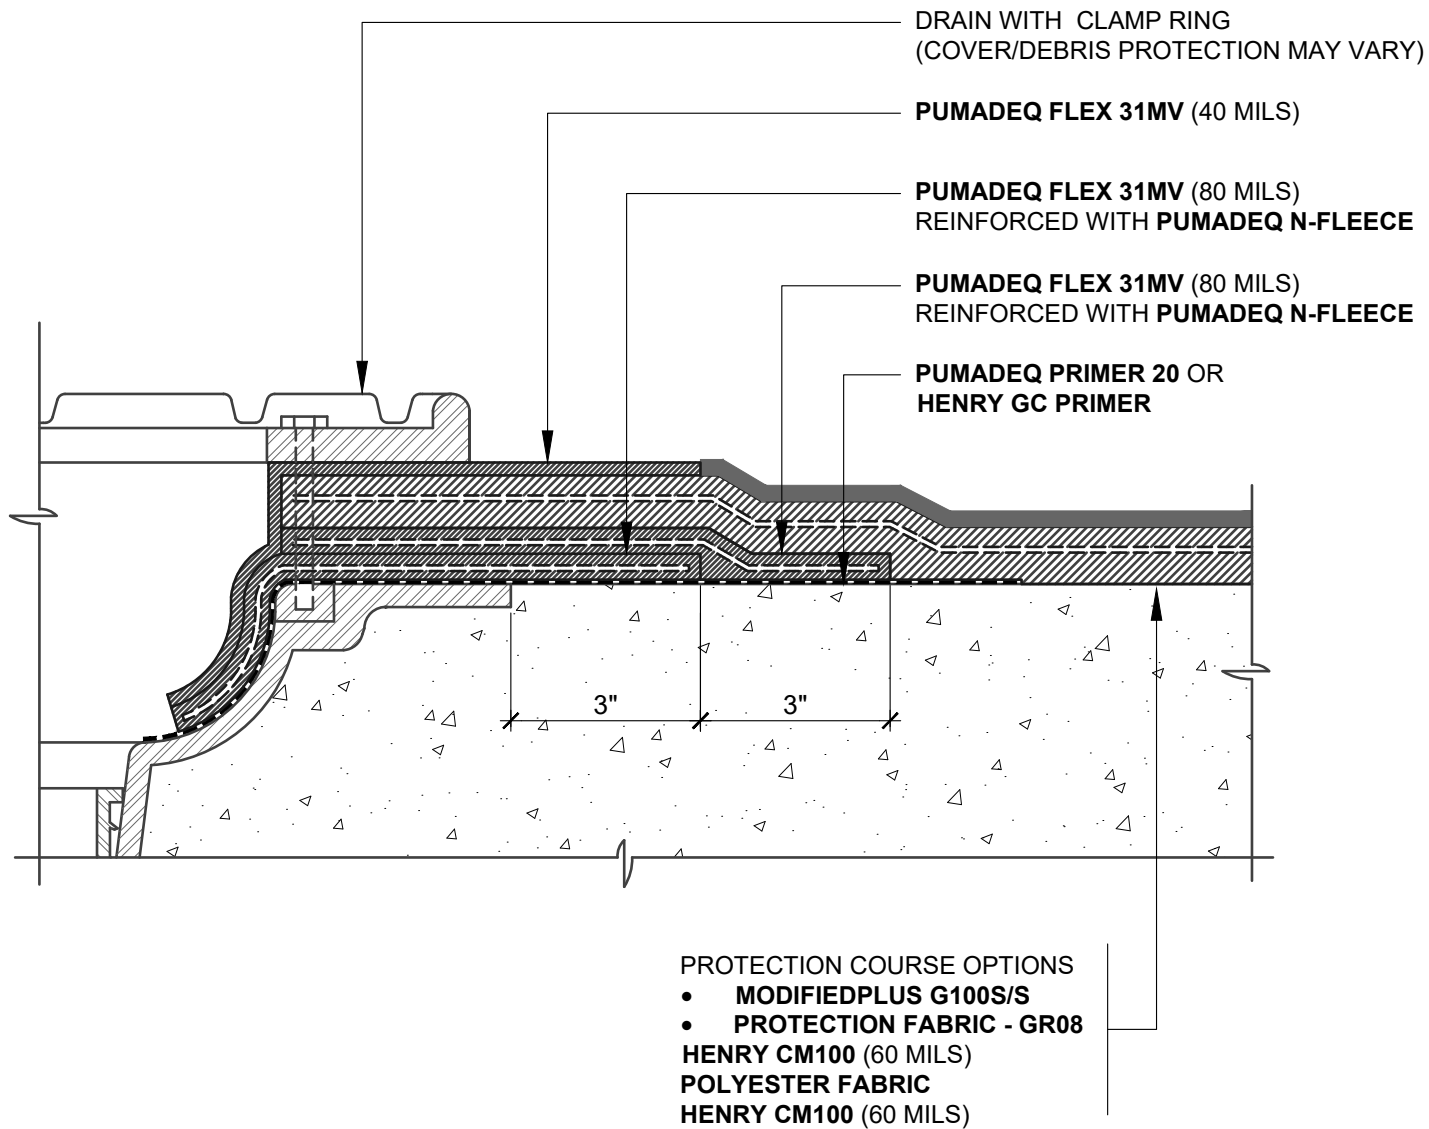 DRAIN WITH CLAMP RING
(COVER/DEBRIS PROTECTION MAY VARY)
PUMADEQ FLEX 31MV (40 MILS)
PUMADEQ FLEX 31MV (80 MILS)
REINFORCED WITH PUMADEQ N-FLEECE
PUMADEQ FLEX 31MV (80 MILS)
REINFORCED WITH PUMADEQ N-FLEECE
PUMADEQ PRIMER 20 OR
HENRY GC PRIMER
3" 3"
PROTECTION COURSE OPTIONS
• MODIFIEDPLUS G100S/S
• PROTECTION FABRIC - GR08
HENRY CM100 (60 MILS)
POLYESTER FABRIC
HENRY CM100 (60 MILS)